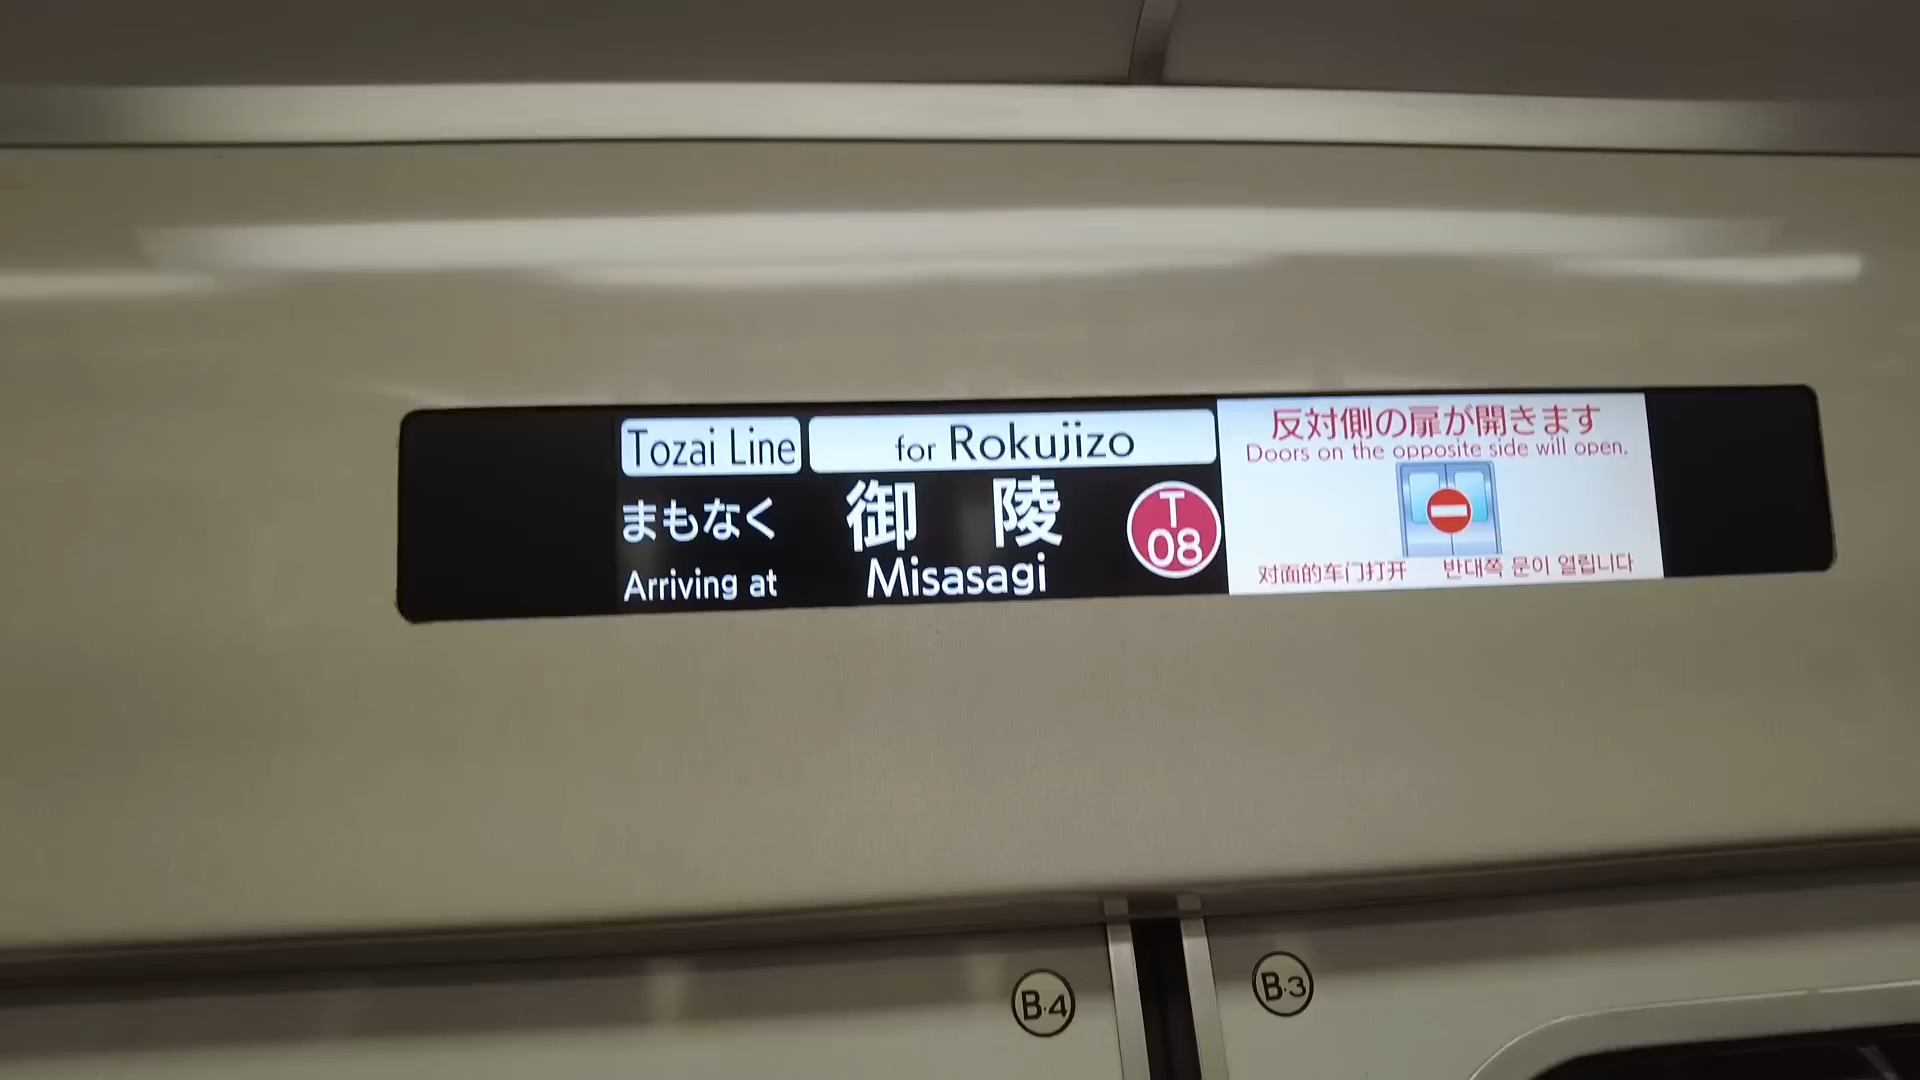 Tozai Line
for Rokujizo
まもなく
御 陵
T
08
Arriving at
Misasagi
反対側の扉が開きます
Doors on the opposite side will open.
对面的车门打开
반대쪽 문이 열립니다
B-4
B-3